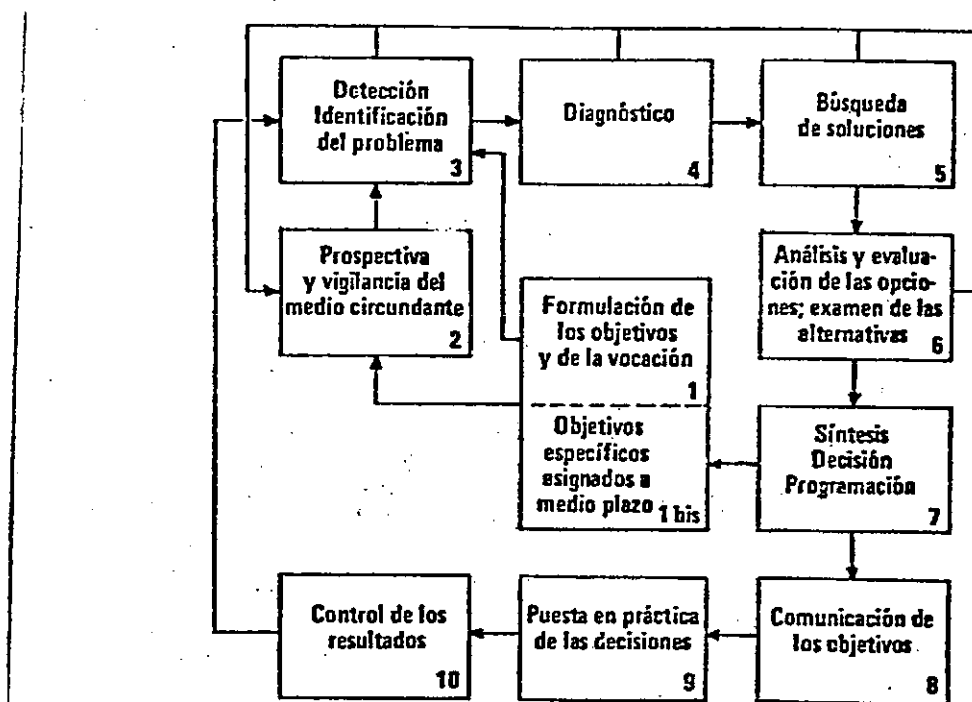 Detección
Identificación
del problema
3
Diagnóstico
4
Búsqueda
de soluciones
5
Prospectiva
y vigilancia del
medio circundante
2
Formulación de
los objetivos
y de la vocación
1
Objetivos
específicos
asignados a
medio plazo
1 bis
Análisis y evalua-
ción de las opcio-
nes; examen de las
alternativas
6
Síntesis
Decisión
Programación
7
Control de los
resultados
10
Puesta en práctica
de las decisiones
9
Comunicación de
los objetivos
8